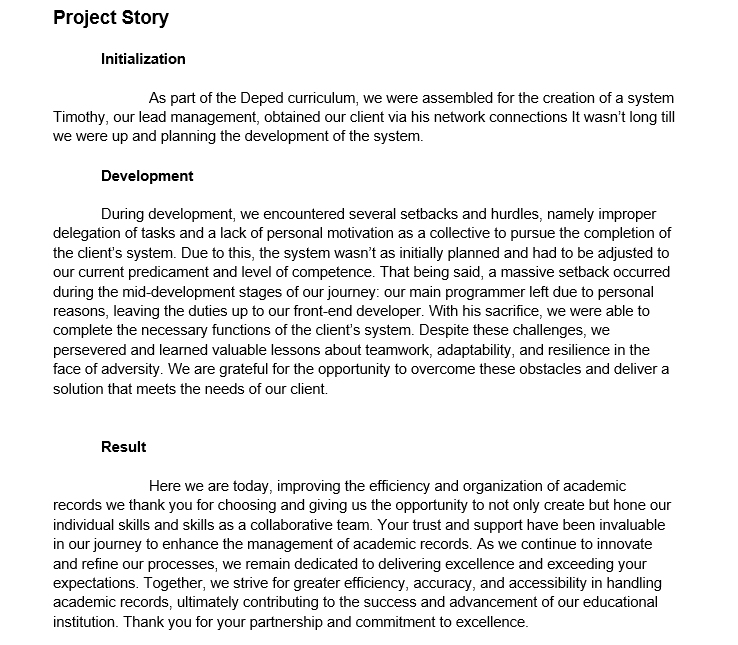 Project Story
Initialization
As part of the Deped curriculum, we were assembled for the creation of a system
Timothy, our lead management, obtained our client via his network connections It wasn’t long till
we were up and planning the development of the system.
Development
During development, we encountered several setbacks and hurdles, namely improper
delegation of tasks and a lack of personal motivation as a collective to pursue the completion of
the client’s system. Due to this, the system wasn’t as initially planned and had to be adjusted to
our current predicament and level of competence. That being said, a massive setback occurred
during the mid-development stages of our journey: our main programmer left due to personal
reasons, leaving the duties up to our front-end developer. With his sacrifice, we were able to
complete the necessary functions of the client’s system. Despite these challenges, we
persevered and learned valuable lessons about teamwork, adaptability, and resilience in the
face of adversity. We are grateful for the opportunity to overcome these obstacles and deliver a
solution that meets the needs of our client.
Result
Here we are today, improving the efficiency and organization of academic
records we thank you for choosing and giving us the opportunity to not only create but hone our
individual skills and skills as a collaborative team. Your trust and support have been invaluable
in our journey to enhance the management of academic records. As we continue to innovate
and refine our processes, we remain dedicated to delivering excellence and exceeding your
expectations. Together, we strive for greater efficiency, accuracy, and accessibility in handling
academic records, ultimately contributing to the success and advancement of our educational
institution. Thank you for your partnership and commitment to excellence.